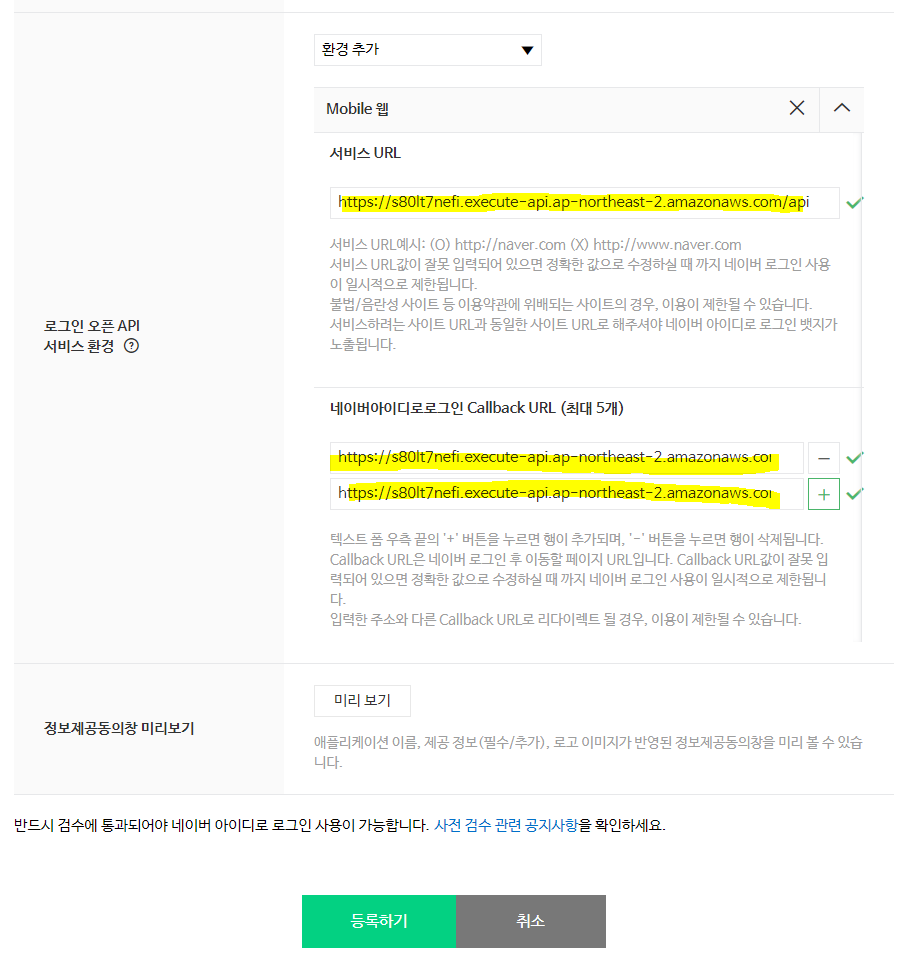 환경 추가
Mobile 웹
서비스 URL
https://s80lt7nefi.execute-api.ap-northeast-2.amazonaws.com/api
서비스 URL예시: (O) http://naver.com (X) http://www.naver.com
서비스 URL값이 잘못 입력되어 있으면 정확한 값으로 수정하실 때 까지 네이버 로그인 사용
이 일시적으로 제한됩니다.
불법/음란성 사이트 등 이용약관에 위배되는 사이트의 경우, 이용이 제한될 수 있습니다.
서비스하려는 사이트 URL과 동일한 사이트 URL로 해주셔야 네이버 아이디로 로그인 뱃지가
노출됩니다.
로그인 오픈 API
서비스 환경 ?
네이버아이디로로그인 Callback URL (최대 5개)
https://s80lt7nefi.execute-api.ap-northeast-2.amazonaws.co
https://s80lt7nefi.execute-api.ap-northeast-2.amazonaws.co
텍스트 폼 우측 끝의 '+' 버튼을 누르면 행이 추가되며, '-' 버튼을 누르면 행이 삭제됩니다.
Callback URL은 네이버 로그인 후 이동할 페이지 URL입니다. Callback URL값이 잘못 입
력되어 있으면 정확한 값으로 수정하실 때 까지 네이버 로그인 사용이 일시적으로 제한됩니
다.
입력한 주소와 다른 Callback URL로 리다이렉트 될 경우, 이용이 제한될 수 있습니다.
정보제공동의창 미리보기
미리 보기
애플리케이션 이름, 제공 정보(필수/추가), 로고 이미지가 반영된 정보제공동의창을 미리 볼 수 있습
니다.
반드시 검수에 통과되어야 네이버 아이디로 로그인 사용이 가능합니다. 사전 검수 관련 공지사항을 확인하세요.
등록하기
취소